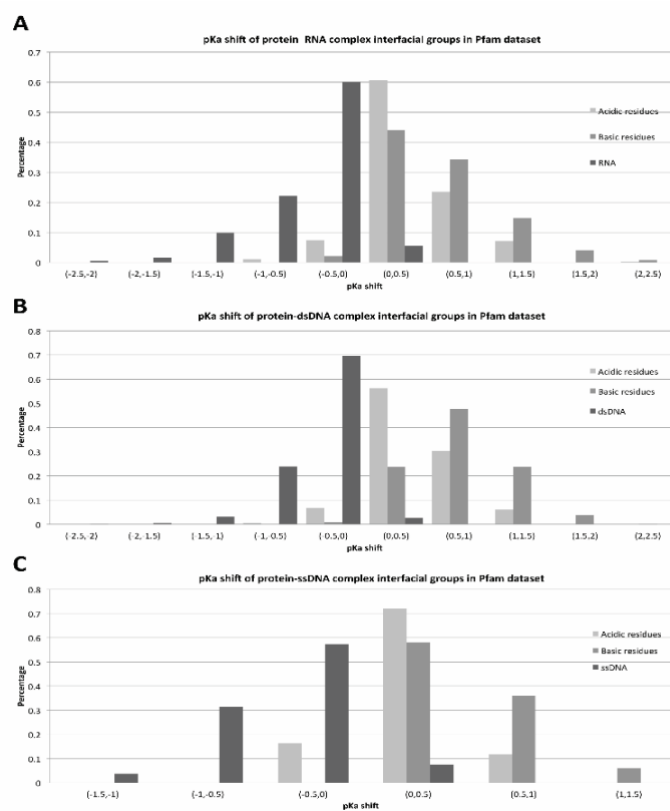 A
pKa shift of protein RNA complex interfacial groups in Pfam dataset
0.7
0.6
0.5
0.4
0.3
0.2
0.1
0
Percentage
Acidic residues
Basic residues
RNA
(-2.5,-2) (-2,-1.5) [-1.5,-1) (-1,-0.5) (-0.5,0) (0,0.5) (0.5,1) (1,1.5) [1.5,2) (2,2.5)
pKa shift
B
pKa shift of protein-dsDNA complex interfacial groups in Pfam dataset
0.8
0.7
0.6
0.5
0.4
0.3
0.2
0.1
0
Percentage
Acidic residues
Basic residues
dsDNA
(-2.5,-2) (-2,-1.5) [-1.5,-1) (-1,-0.5) (-0.5,0) (0,0.5) (0.5,1) (1,1.5) [1.5,2) (2,2.5)
pKa shift
C
pKa shift of protein-ssDNA complex interfacial groups in Pfam dataset
0.8
0.7
0.6
0.5
0.4
0.3
0.2
0.1
0
Percentage
Acidic residues
Basic residues
ssDNA
(-1.5,-1) (-1,-0.5) (-0.5,0) (0,0.5) (0.5,1) (1,1.5)
pKa shift